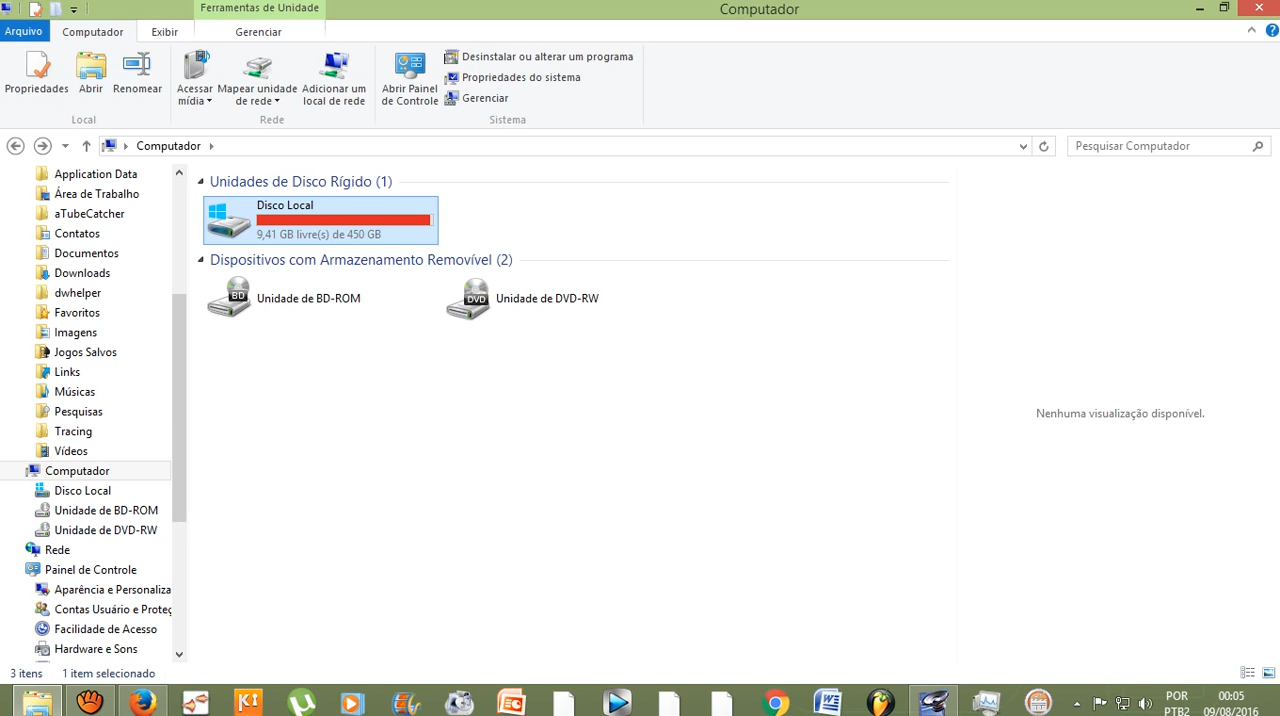 Ferramentas de Unidade
Computador
Arquivo
Computador
Exibir
Gerenciar
Propriedades
Abrir
Renomear
Acessar mídia
Mapear unidade de rede
Adicionar um local de rede
Abrir Painel de Controle
Desinstalar ou alterar um programa
Propriedades do sistema
Gerenciar
Local
Rede
Sistema
Computador
Pesquisar Computador
Application Data
Área de Trabalho
aTubeCatcher
Contatos
Documentos
Downloads
dwhelper
Favoritos
Imagens
Jogos Salvos
Links
Músicas
Pesquisas
Tracing
Vídeos
Computador
Disco Local
Unidade de BD-ROM
Unidade de DVD-RW
Rede
Painel de Controle
Aparência e Personaliza
Contas Usuário e Proteç
Facilidade de Acesso
Hardware e Sons
Unidades de Disco Rígido (1)
Disco Local
9,41 GB livre(s) de 450 GB
Dispositivos com Armazenamento Removível (2)
BD
Unidade de BD-ROM
DVD
Unidade de DVD-RW
Nenhuma visualização disponível.
3 itens
1 item selecionado
POR
PTB2
00:05
09/08/2016